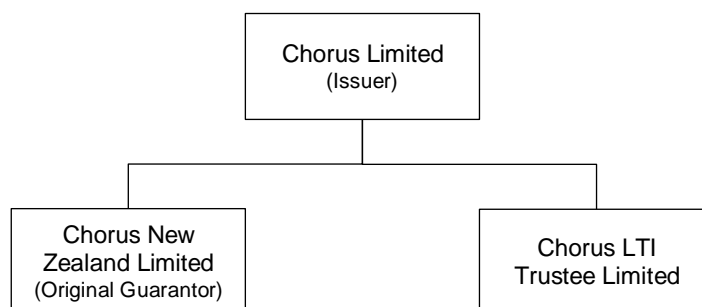 Chorus Limited
(Issuer)
Chorus New
Zealand Limited
(Original Guarantor)
Chorus LTI
Trustee Limited